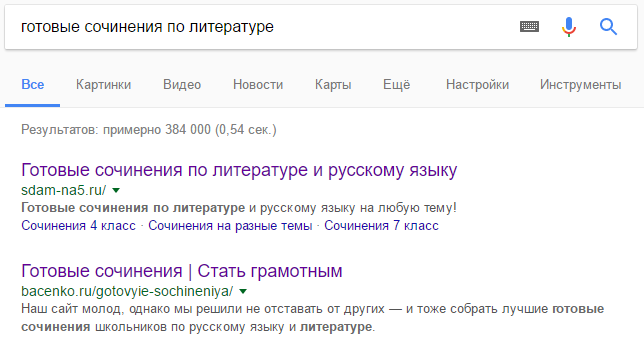 готовые сочинения по литературе
Все Картинки Видео Новости Карты Ещё Настройки Инструменты
Результатов: примерно 384 000 (0,54 сек.)
Готовые сочинения по литературе и русскому языку
sdam-na5.ru/
Готовые сочинения по литературе и русскому языку на любую тему!
Сочинения 4 класс · Сочинения на разные темы · Сочинения 7 класс
Готовые сочинения | Стать грамотным
bacenko.ru/gotovyie-sochineniya/
Наш сайт молод, однако мы решили не отставать от других — и тоже собрать лучшие готовые
сочинения школьников по русскому языку и литературе.